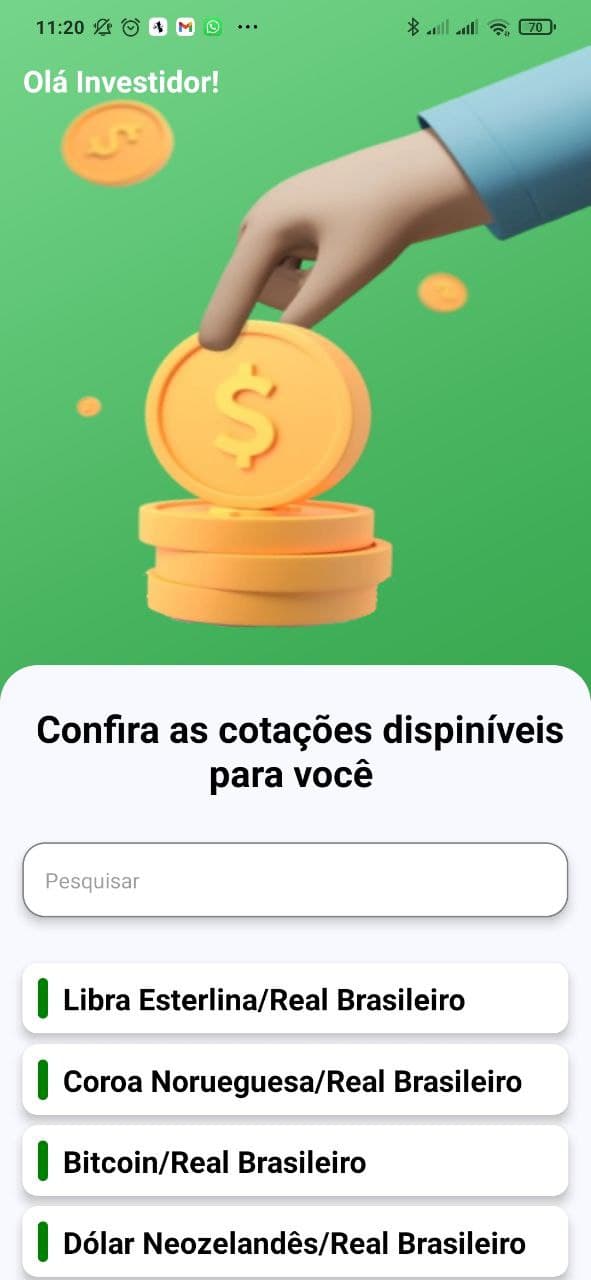 11:20
70
Olá Investidor!
$
$
Confira as cotações dispiníveis
para você
Pesquisar
Libra Esterlina/Real Brasileiro
Coroa Norueguesa/Real Brasileiro
Bitcoin/Real Brasileiro
Dólar Neozelandês/Real Brasileiro